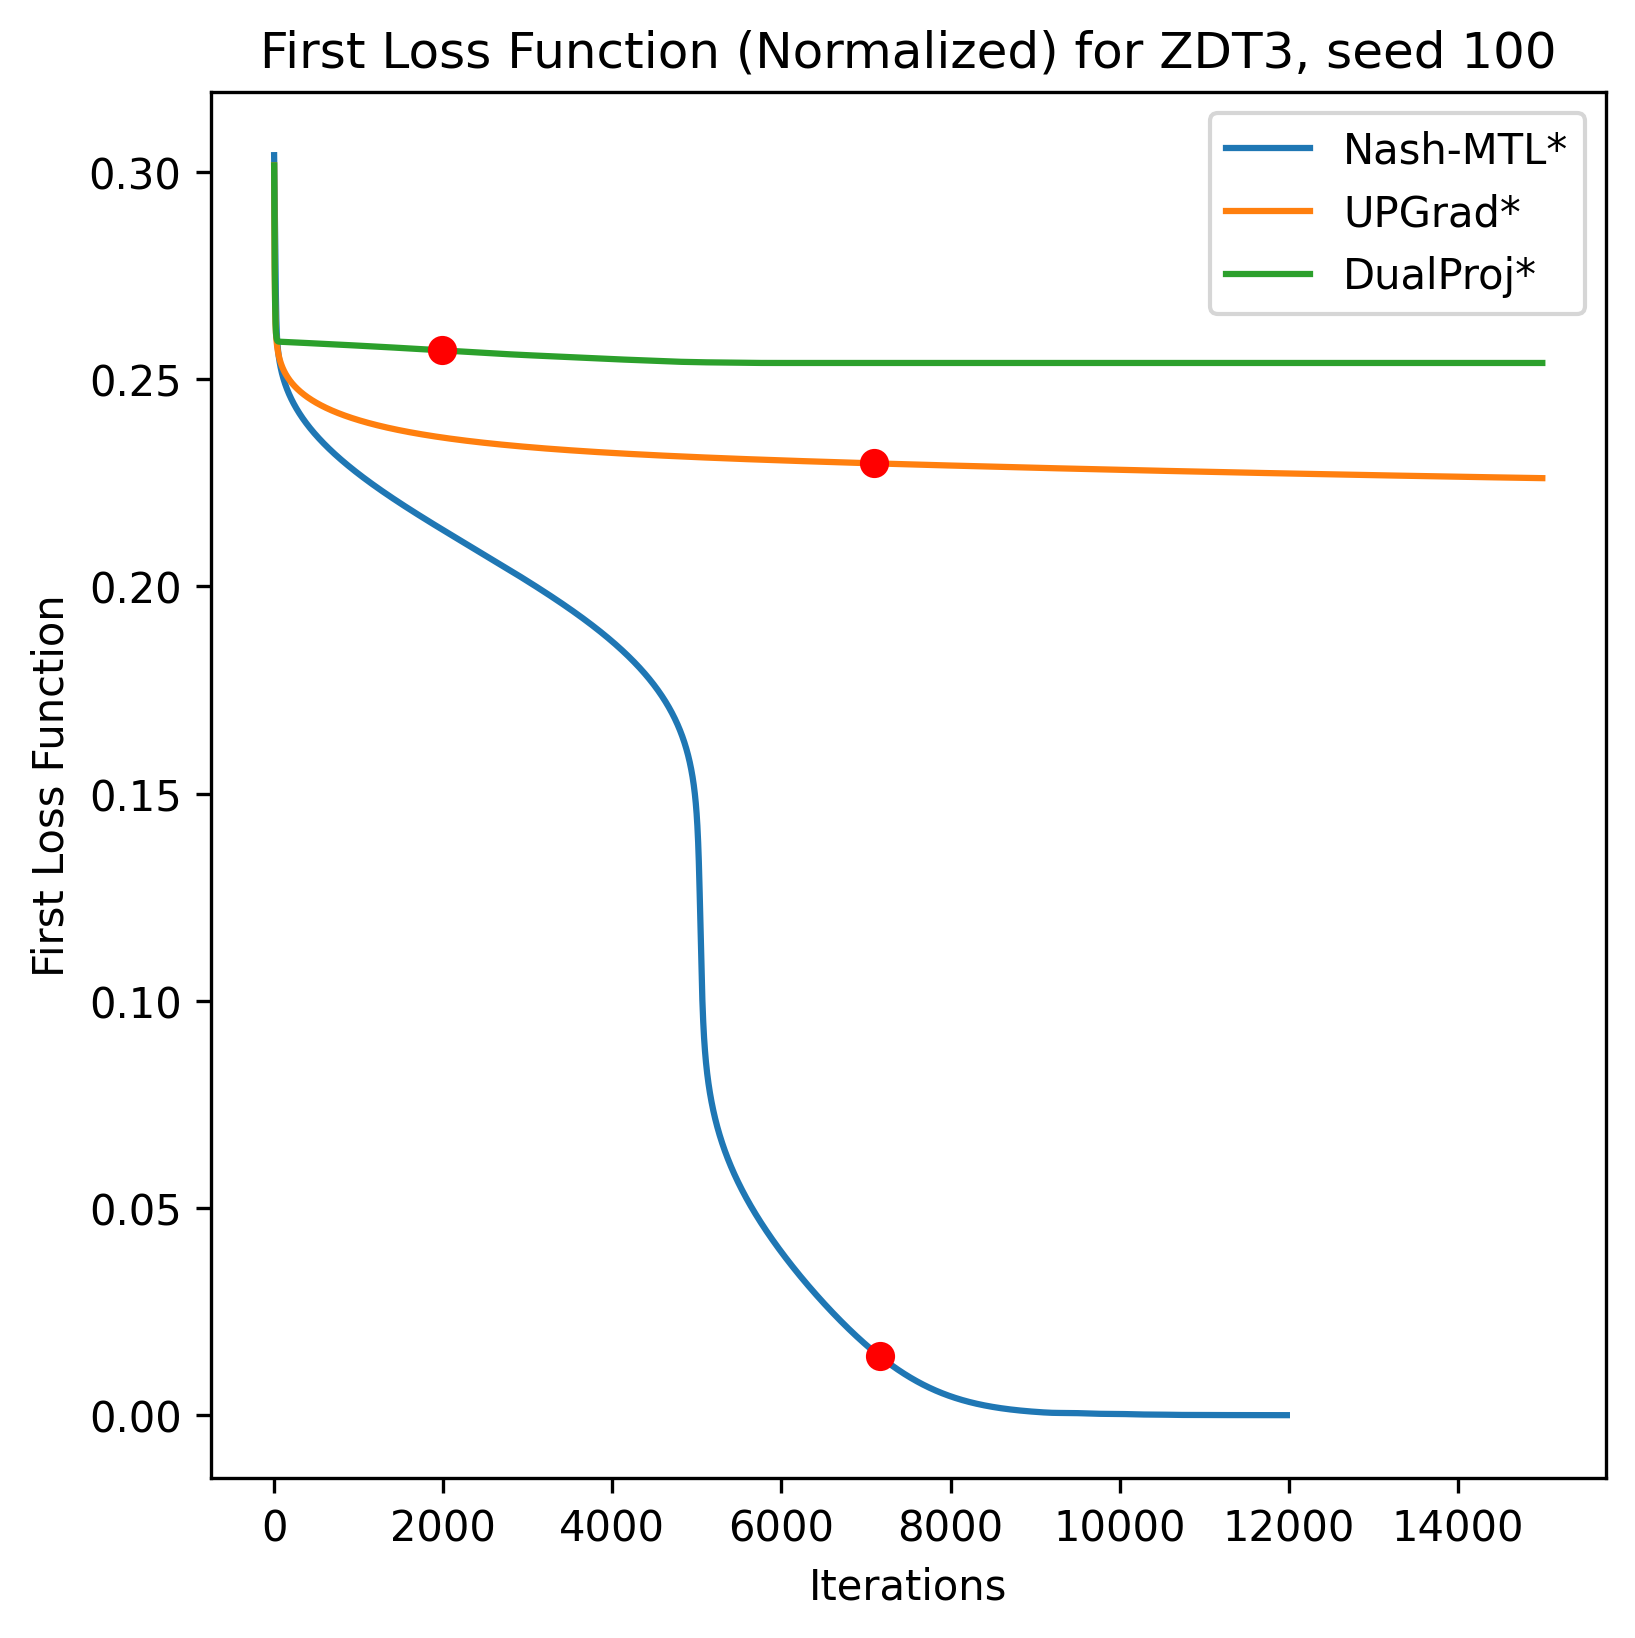 First Loss Function (Normalized) for ZDT3, seed 100
Nash-MTL*
UPGrad*
DualProj*
First Loss Function
0.30
0.25
0.20
0.15
0.10
0.05
0.00
0 2000 4000 6000 8000 10000 12000 14000
Iterations